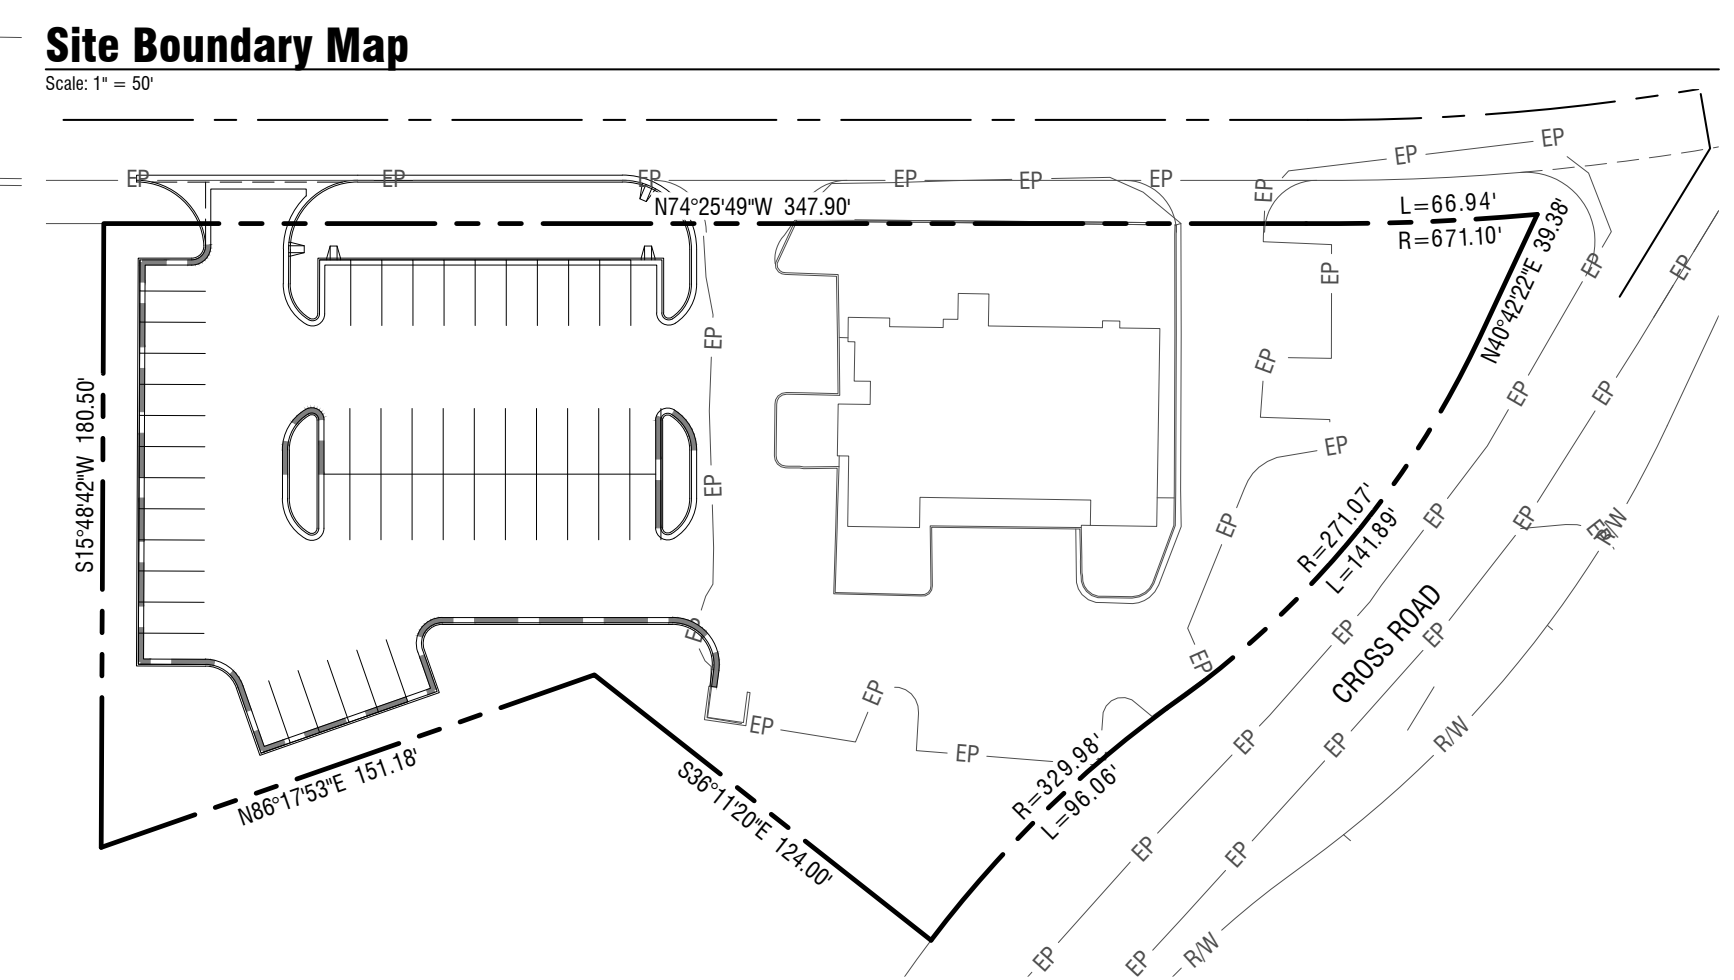 Site Boundary Map
Scale: 1" = 50'
EP
EP
EP
EP
EP
EP
EP
EP
EP
N74°25'49"W 347.90'
L=66.94'
R=671.10'
N40°42'22"E 39.38'
EP
EP
EP
EP
EP
EP
EP
EP
EP
S15°48'42"W 180.50'
EP
EP
EP
EP
EP
R/W
R=271.07'
L=141.89'
CROSS ROAD
EP
EP
EP
EP
EP
EP
EP
EP
EP
EP
R/W
N86°17'53"E 151.18'
S36°11'20"E 124.00'
R=329.98'
L=96.06'
EP
EP
EP
EP
R/W